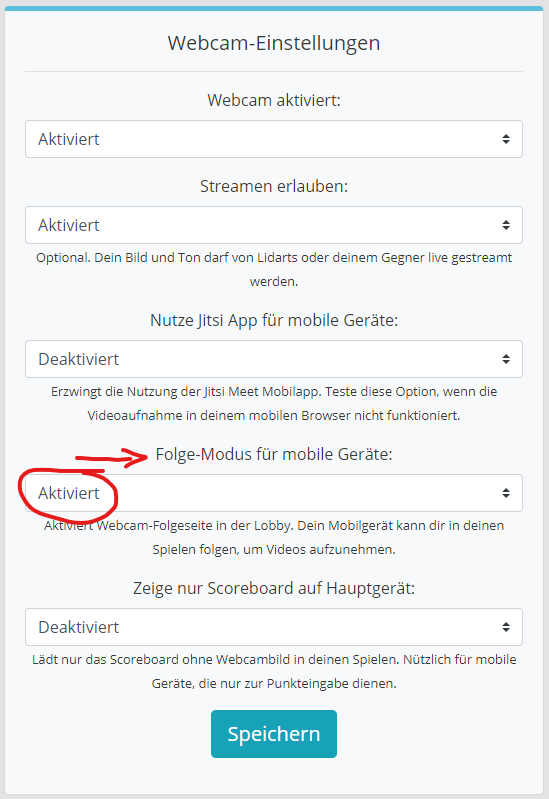 Webcam-Einstellungen
Webcam aktiviert:
Aktiviert
Streamen erlauben:
Aktiviert
Optional. Dein Bild und Ton darf von Lidarts oder deinem Gegner live gestreamt
werden.
Nutze Jitsi App für mobile Geräte:
Deaktiviert
Erzwingt die Nutzung der Jitsi Meet Mobilapp. Teste diese Option, wenn die
Videoaufnahme in deinem mobilen Browser nicht funktioniert.
Folge-Modus für mobile Geräte:
Aktiviert
Aktiviert Webcam-Folgeseite in der Lobby. Dein Mobilgerät kann dir in deinen
Spielen folgen, um Videos aufzunehmen.
Zeige nur Scoreboard auf Hauptgerät:
Deaktiviert
Lädt nur das Scoreboard ohne Webcambild in deinen Spielen. Nützlich für mobile
Geräte, die nur zur Punkteingabe dienen.
Speichern